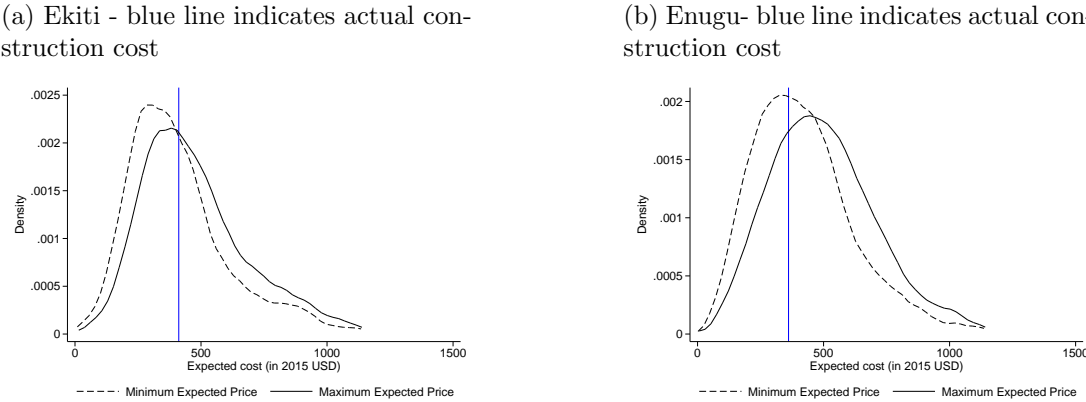 (a) Ekiti - blue line indicates actual con-
struction cost
.0025
.002
.0015
.001
.0005
0
Density
0 500 1000 1500
Expected cost (in 2015 USD)
Minimum Expected Price Maximum Expected Price
(b) Enugu- blue line indicates actual con-
struction cost
.002
.0015
.001
.0005
0
Density
0 500 1000 1500
Expected cost (in 2015 USD)
Minimum Expected Price Maximum Expected Price